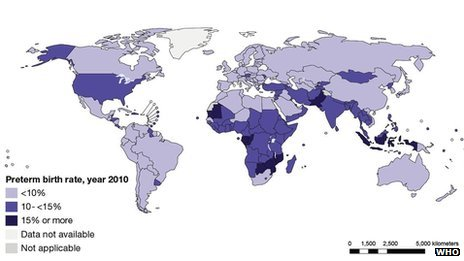 Preterm birth rate, year 2010
<10%
10- <15%
15% or more
Data not available
Not applicable
0 1,500 2,500 5,000 kilometers
WHO